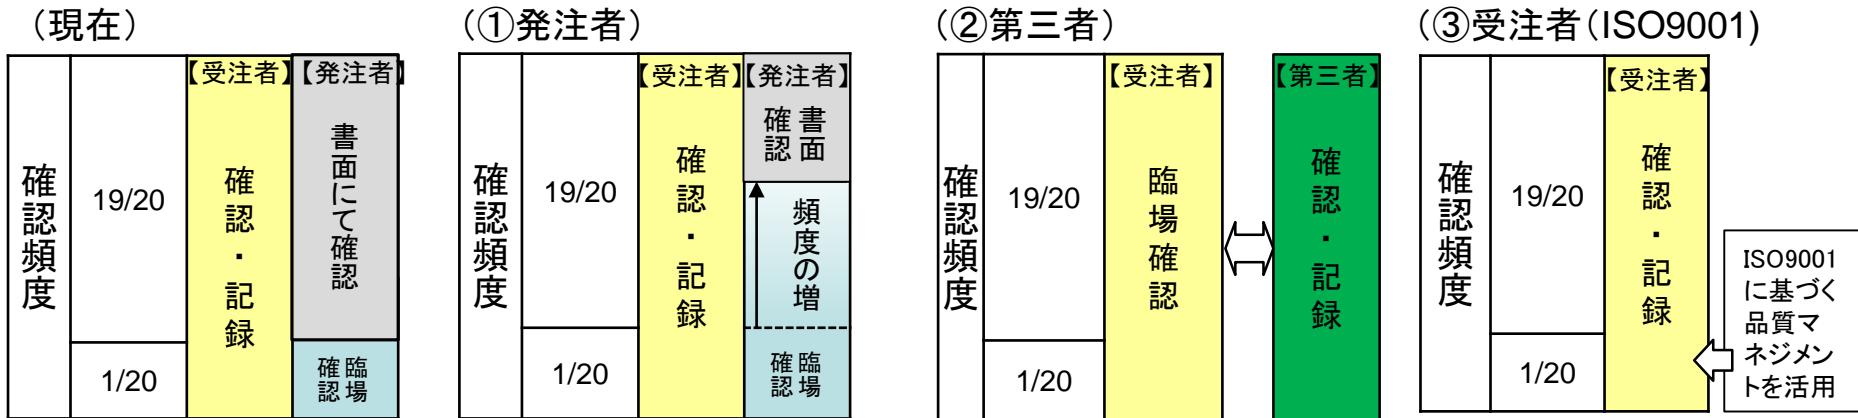 (現在)
確認頻度
19/20
1/20
【受注者】
確認・記録
【発注者】
書面にて確認
臨場
確認
(①発注者)
確認頻度
19/20
1/20
【受注者】
確認・記録
【発注者】
書面
確認
頻度の増
臨場
確認
(②第三者)
確認頻度
19/20
1/20
【受注者】
臨場確認
【第三者】
確認・記録
(③受注者(ISO9001)
確認頻度
19/20
1/20
【受注者】
確認・記録
ISO9001
に基づく
品質マ
ネジメン
トを活用